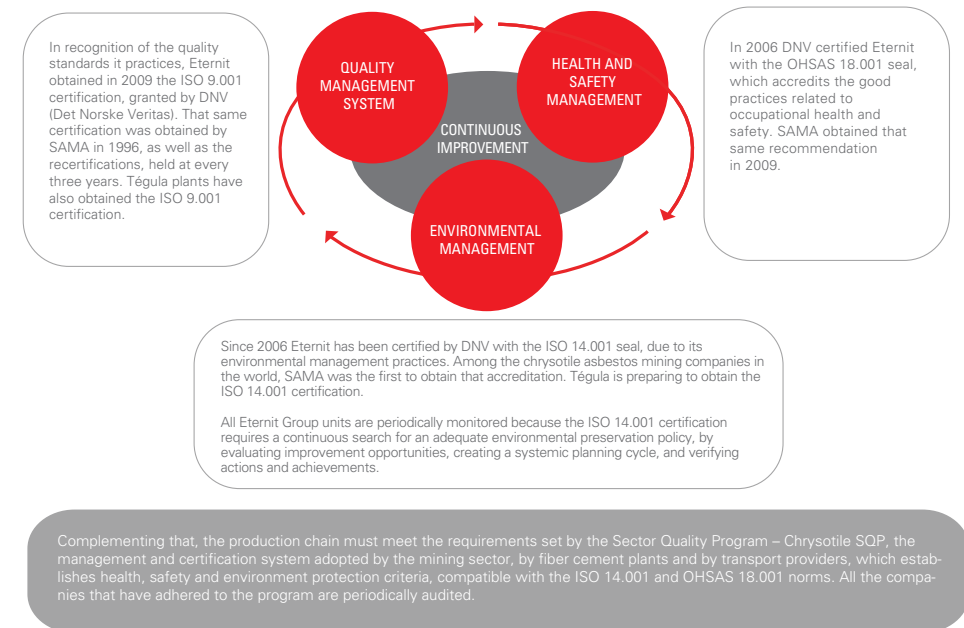 In recognition of the quality
standards it practices, Eternit
obtained in 2009 the ISO 9.001
certification, granted by DNV
(Det Norske Veritas). That same
certification was obtained by
SAMA in 1996, as well as the
recertifications, held at every
three years. Tégula plants have
also obtained the ISO 9.001
certification.
QUALITY
MANAGEMENT
SYSTEM
HEALTH AND
SAFETY
MANAGEMENT
CONTINUOUS
IMPROVEMENT
ENVIRONMENTAL
MANAGEMENT
In 2006 DNV certified Eternit
with the OHSAS 18.001 seal,
which accredits the good
practices related to
occupational health and
safety. SAMA obtained that
same recommendation
in 2009.
Since 2006 Eternit has been certified by DNV with the ISO 14.001 seal, due to its
environmental management practices. Among the chrysotile asbestos mining companies in
the world, SAMA was the first to obtain that accreditation. Tégula is preparing to obtain the
ISO 14.001 certification.
All Eternit Group units are periodically monitored because the ISO 14.001 certification
requires a continuous search for an adequate environmental preservation policy, by
evaluating improvement opportunities, creating a systemic planning cycle, and verifying
actions and achievements.
Complementing that, the production chain must meet the requirements set by the Sector Quality Program – Chrysotile SQP, the
management and certification system adopted by the mining sector, by fiber cement plants and by transport providers, which estab-
lishes health, safety and environment protection criteria, compatible with the ISO 14.001 and OHSAS 18.001 norms. All the compa-
nies that have adhered to the program are periodically audited.